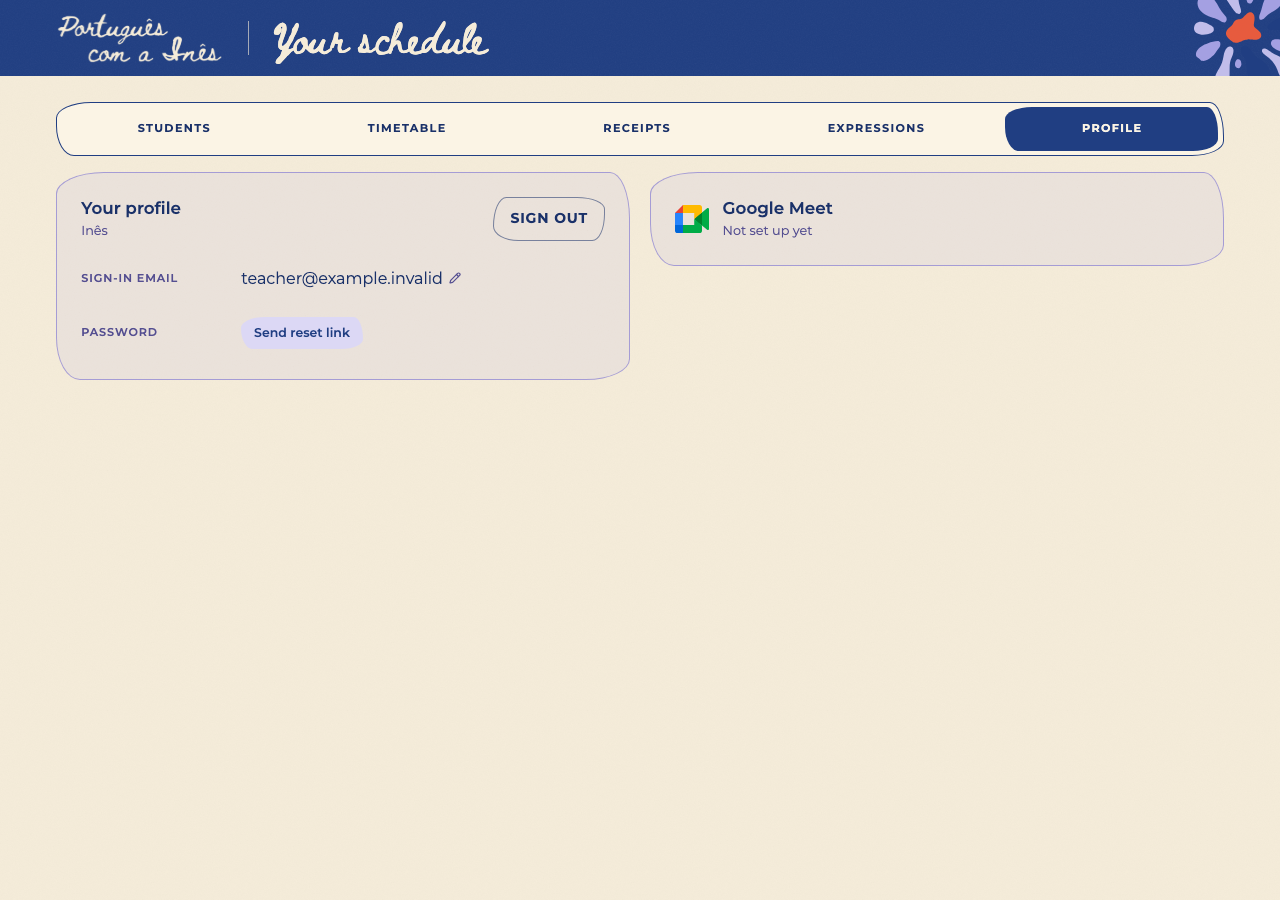 Português
com a Inês
Your schedule
STUDENTS
TIMETABLE
RECEIPTS
EXPRESSIONS
PROFILE
Your profile
Inês
SIGN OUT
SIGN-IN EMAIL
teacher@example.invalid
PASSWORD
Send reset link
Google Meet
Not set up yet